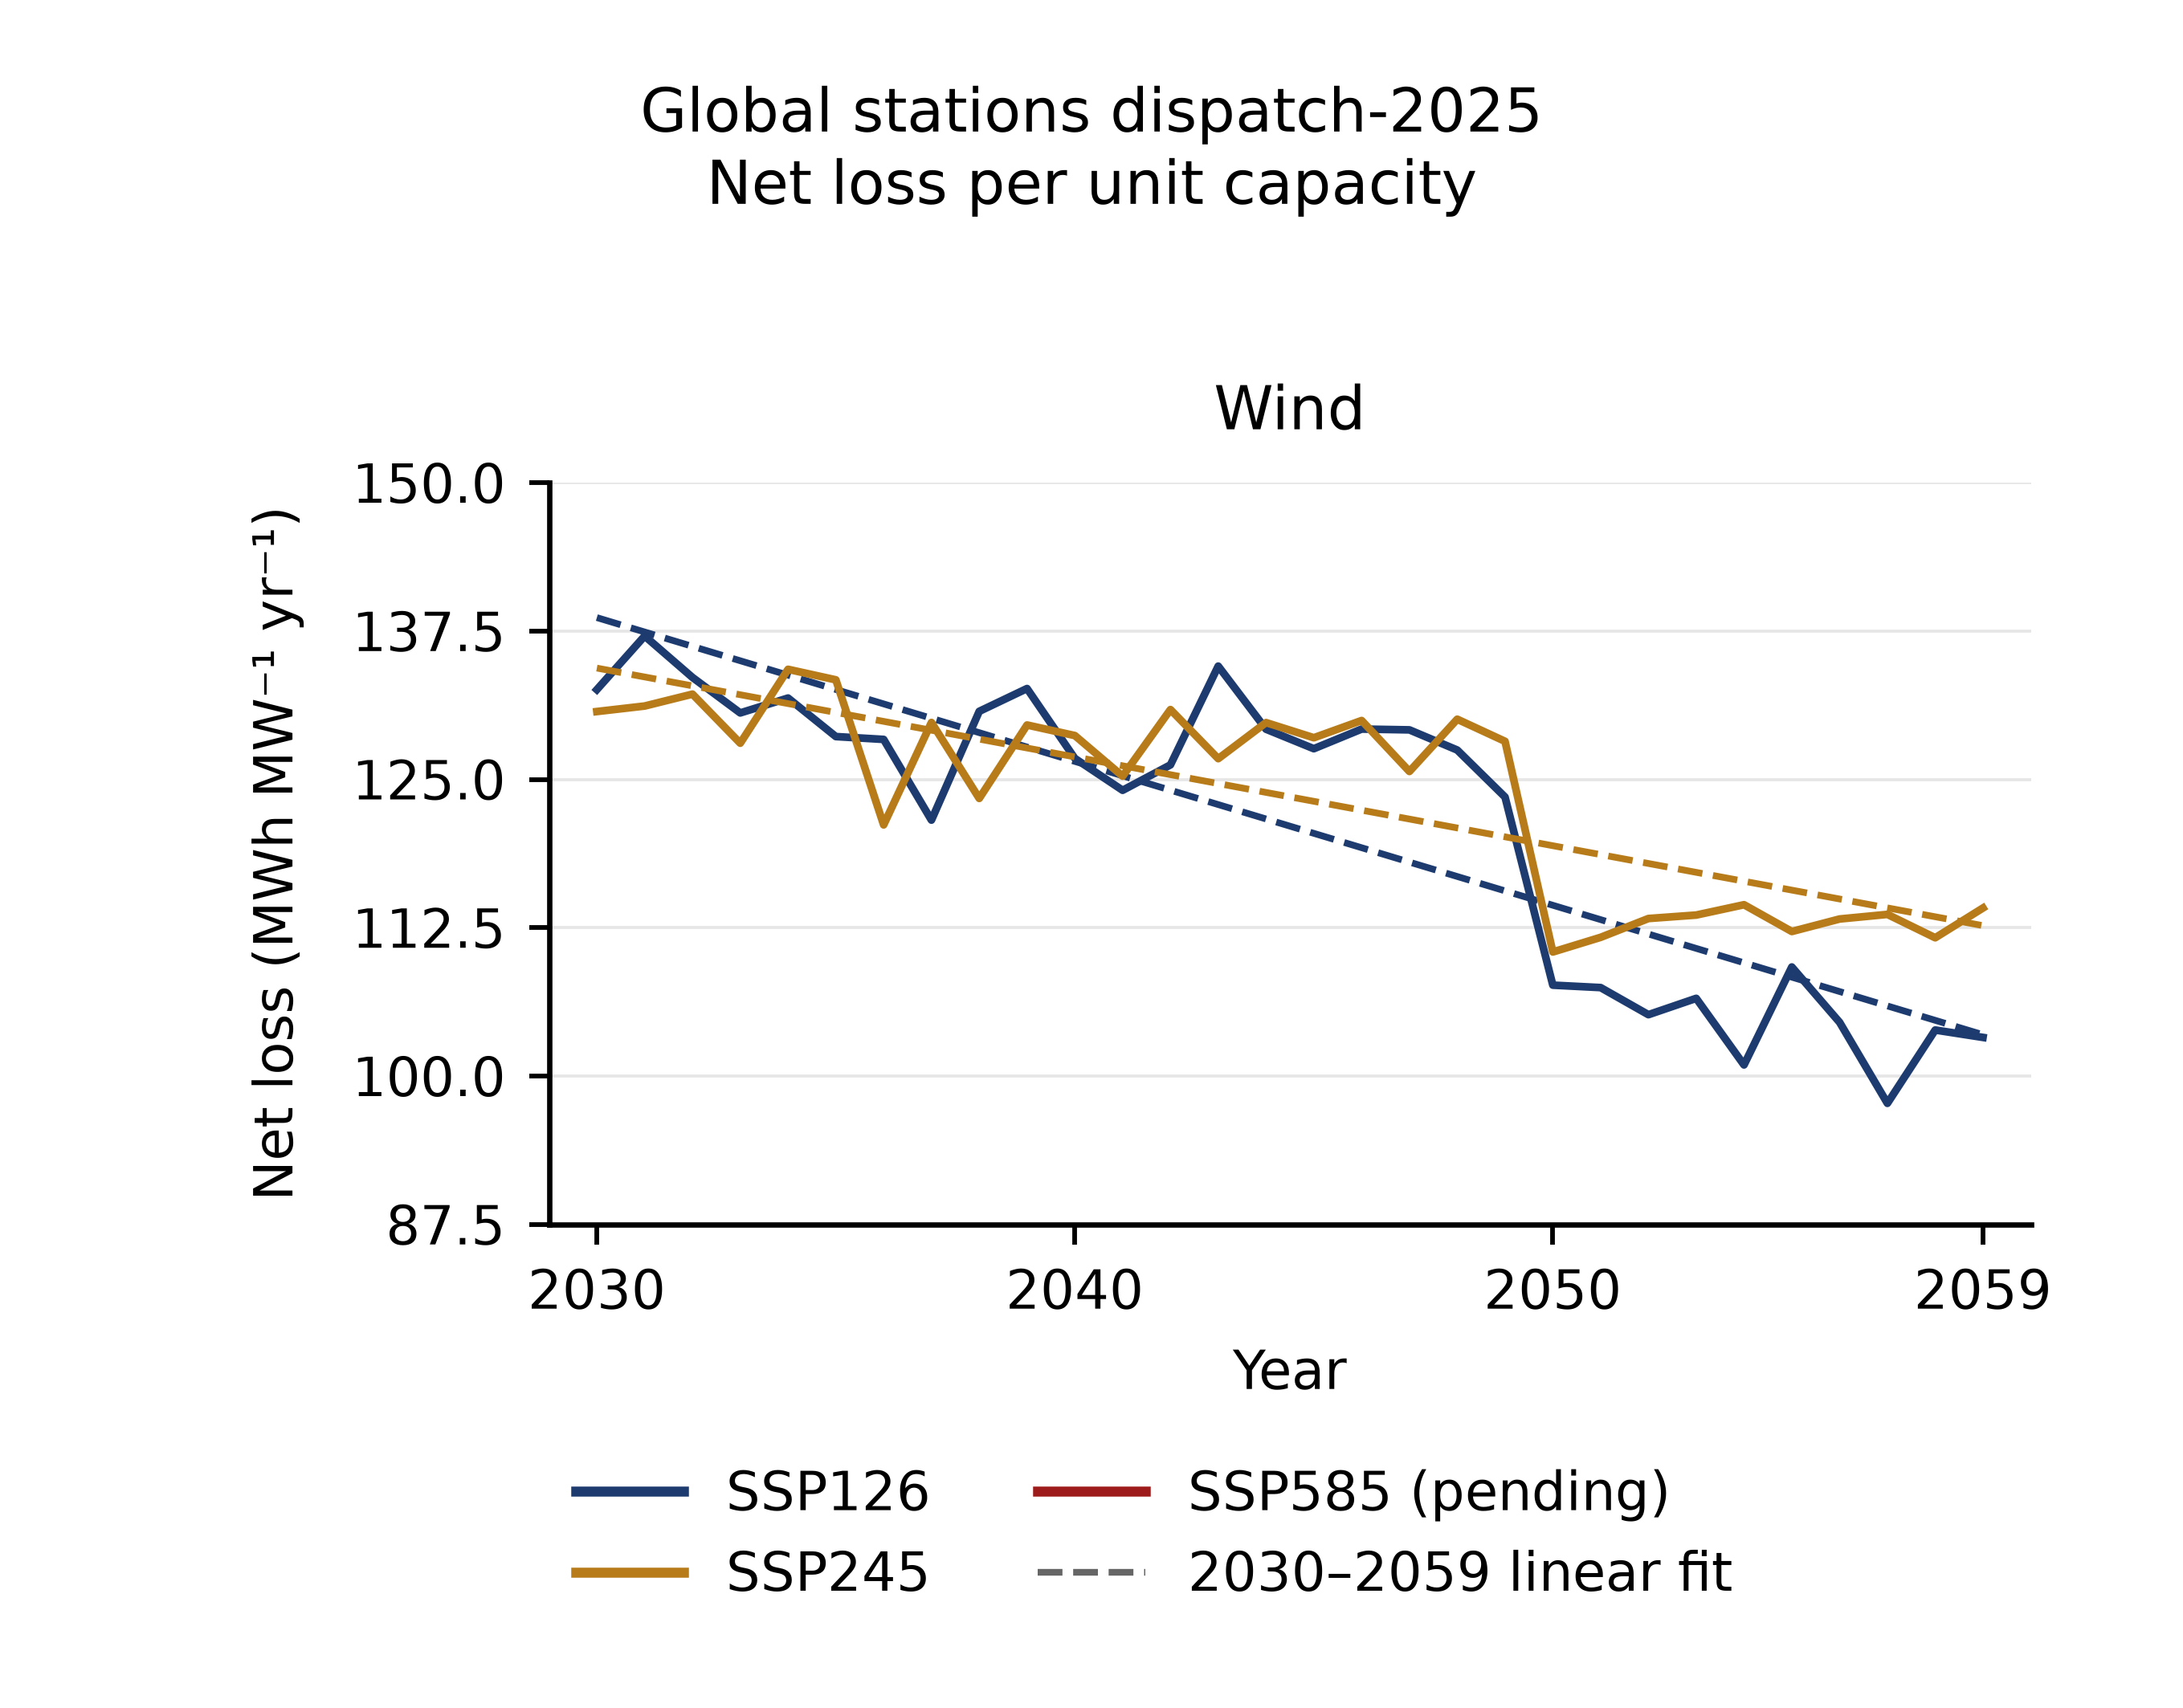 Global stations dispatch-2025
Net loss per unit capacity
Wind
Net loss (MWh MW⁻¹ yr⁻¹)
150.0
137.5
125.0
112.5
100.0
87.5
2030
2040
2050
2059
Year
SSP126
SSP245
SSP585 (pending)
2030–2059 linear fit